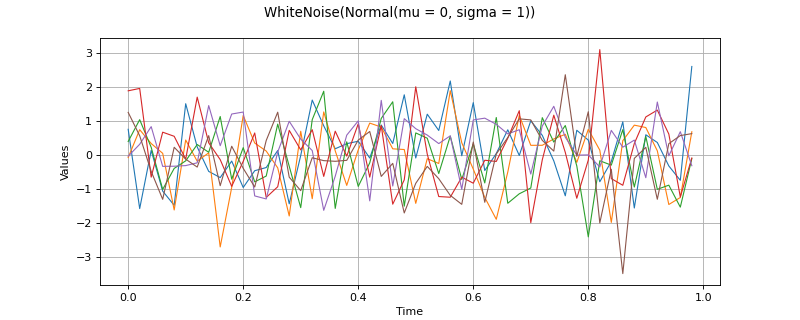 WhiteNoise(Normal(mu = 0, sigma = 1))
3
2
1
0
−1
−2
−3
Values
0.0 0.2 0.4 0.6 0.8 1.0
Time